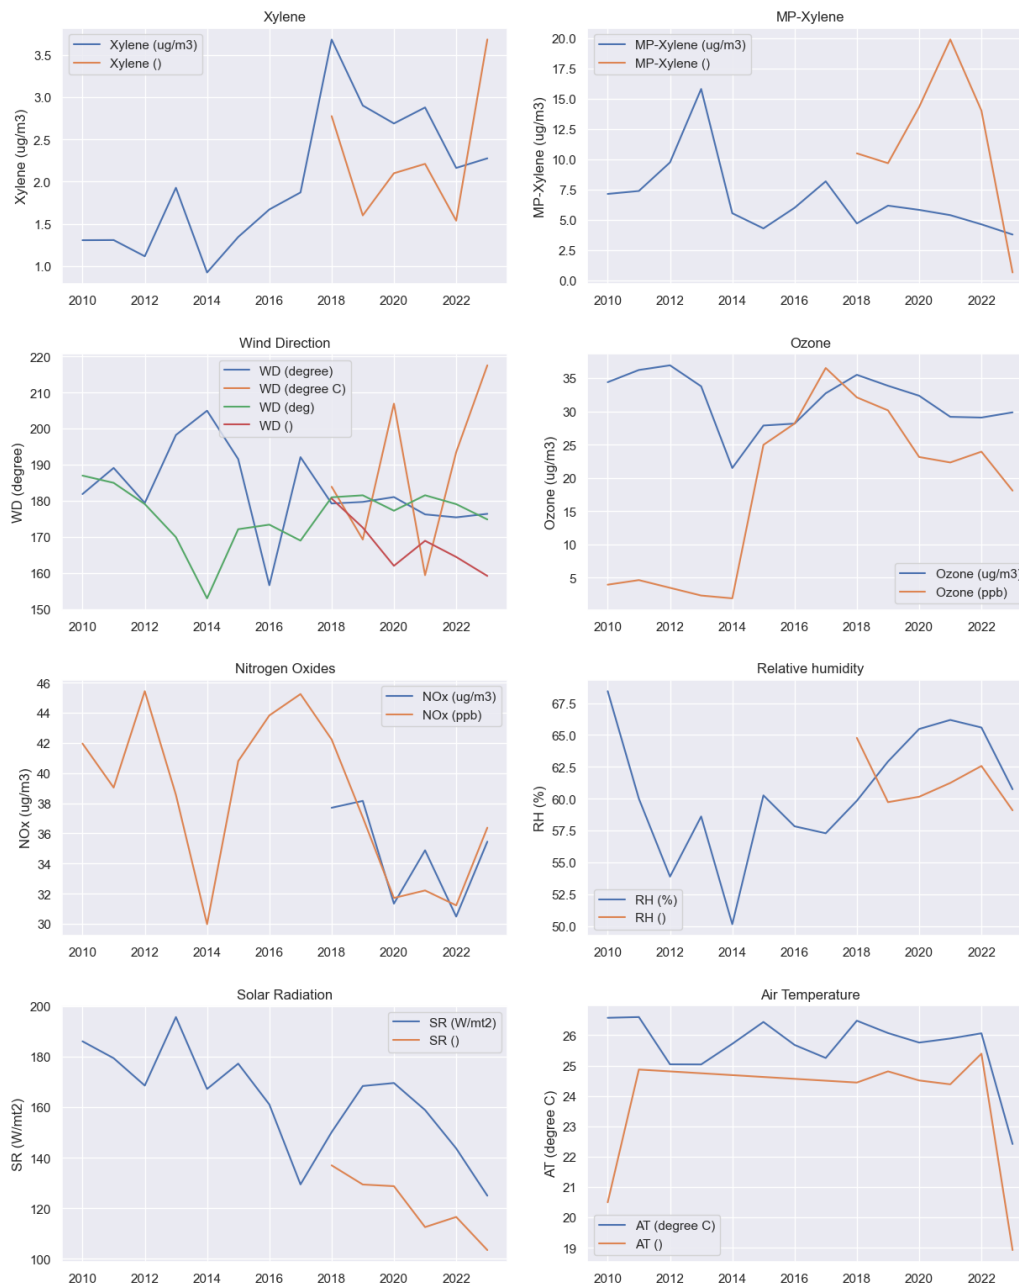 Xylene
Xylene (ug/m3)
3.5
3.0
2.5
2.0
1.5
1.0
Xylene (ug/m3)
Xylene ()
2010 2012 2014 2016 2018 2020 2022
MP-Xylene
MP-Xylene (ug/m3)
20.0
17.5
15.0
12.5
10.0
7.5
5.0
2.5
0.0
MP-Xylene (ug/m3)
MP-Xylene ()
2010 2012 2014 2016 2018 2020 2022
Wind Direction
WD (degree)
220
210
200
190
180
170
160
150
WD (degree)
WD (degree C)
WD (deg)
WD ()
2010 2012 2014 2016 2018 2020 2022
Ozone
Ozone (ug/m3)
35
30
25
20
15
10
5
Ozone (ug/m3)
Ozone (ppb)
2010 2012 2014 2016 2018 2020 2022
Nitrogen Oxides
NOx (ug/m3)
46
44
42
40
38
36
34
32
30
NOx (ug/m3)
NOx (ppb)
2010 2012 2014 2016 2018 2020 2022
Relative humidity
RH (%)
67.5
65.0
62.5
60.0
57.5
55.0
52.5
50.0
RH (%)
RH ()
2010 2012 2014 2016 2018 2020 2022
Solar Radiation
SR (W/mt2)
200
180
160
140
120
100
SR (W/mt2)
SR ()
2010 2012 2014 2016 2018 2020 2022
Air Temperature
AT (degree C)
26
25
24
23
22
21
20
19
AT (degree C)
AT ()
2010 2012 2014 2016 2018 2020 2022